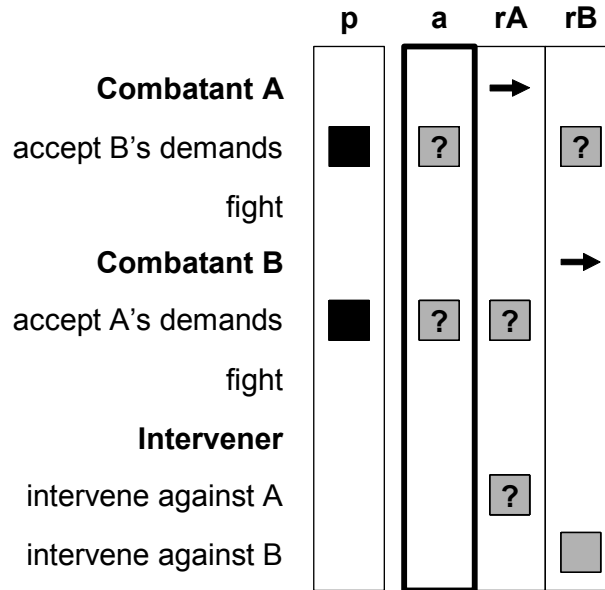 p a rA rB
Combatant A
accept B's demands ? ?
fight
Combatant B
accept A's demands ? ?
fight
Intervener
intervene against A ?
intervene against B